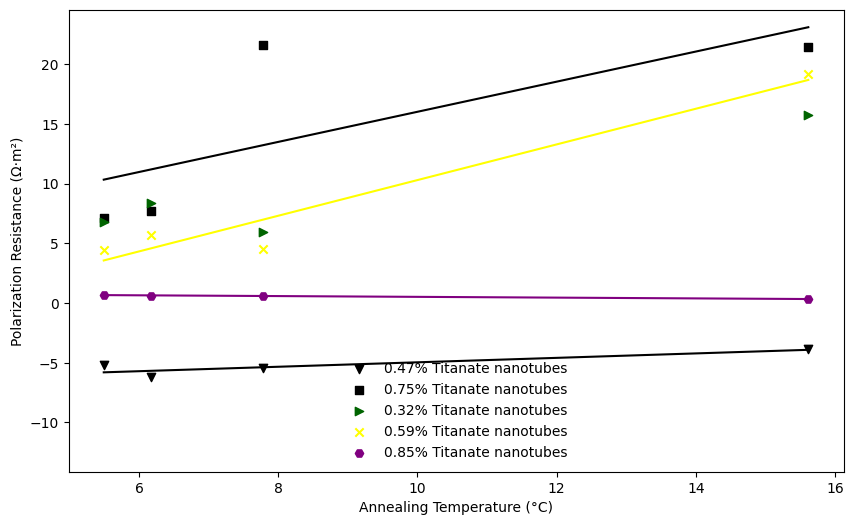 Polarization Resistance (Ω·m²)
20
15
10
5
0
−5
−10
0.47% Titanate nanotubes
0.75% Titanate nanotubes
0.32% Titanate nanotubes
0.59% Titanate nanotubes
0.85% Titanate nanotubes
6 8 10 12 14 16
Annealing Temperature (°C)